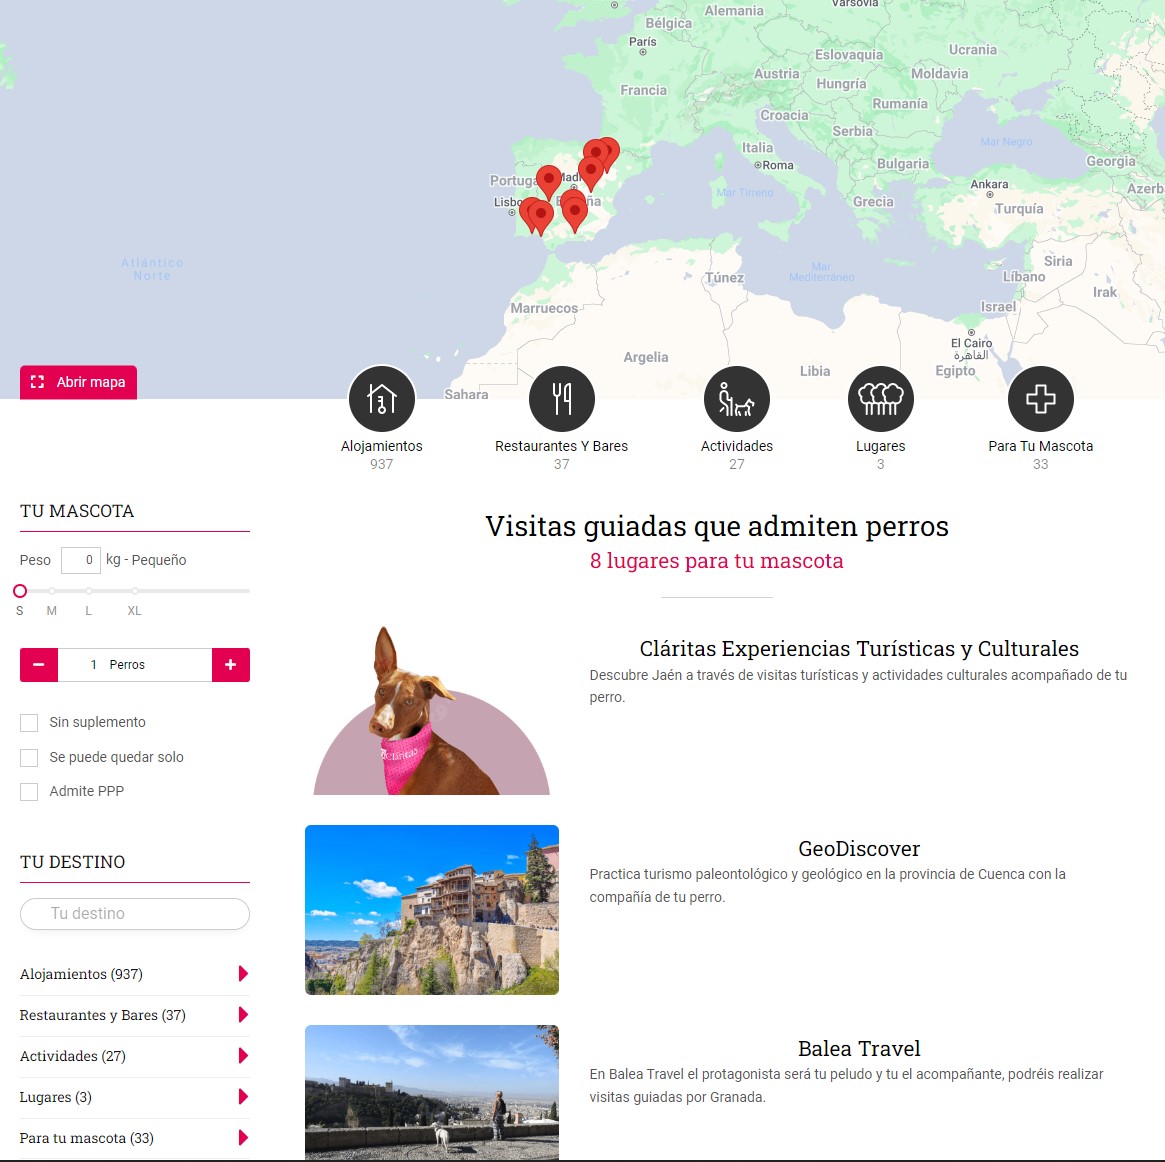 Varsovia
Alemania
Bélgica
París
Ucrania
Eslovaquia
Austria
Moldavia
Hungría
Francia
Rumanía
Croacia
Serbia
Mar Negro
Italia
Roma
Bulgaria
Georgia
Portuga
Madri
Ankara
Mar Tirreno
Azerb
Lisbo
Grecia
Turquía
Atlántico
Norte
Siria
Mar
Mediterráneo
Túnez
Líbano
Irak
Marruecos
Israel
El Cairo
القاهرة
Argelia
Libia
Egipto
Abrir mapa
Sahara
Alojamientos
937
Restaurantes Y Bares
37
Actividades
27
Lugares
3
Para Tu Mascota
33
TU MASCOTA
Peso 0 kg - Pequeño
S M L XL
− 1 Perros +
Sin suplemento
Se puede quedar solo
Admite PPP
TU DESTINO
Tu destino
Alojamientos (937)
Restaurantes y Bares (37)
Actividades (27)
Lugares (3)
Para tu mascota (33)
Visitas guiadas que admiten perros
8 lugares para tu mascota
Cláritas Experiencias Turísticas y Culturales
Descubre Jaén a través de visitas turísticas y actividades culturales acompañado de tu
perro.
Cláritas
GeoDiscover
Practica turismo paleontológico y geológico en la provincia de Cuenca con la
compañía de tu perro.
Balea Travel
En Balea Travel el protagonista será tu peludo y tu el acompañante, podréis realizar
visitas guiadas por Granada.